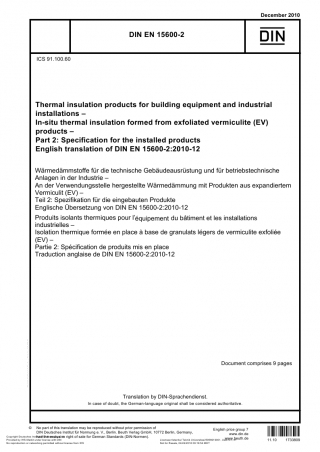 December 2010
DIN EN 15600-2
DIN
ICS 91.100.60
Thermal insulation products for building equipment and industrial
installations –
In-situ thermal insulation formed from exfoliated vermiculite (EV)
products –
Part 2: Specification for the installed products
English translation of DIN EN 15600-2:2010-12
Wärmedämmstoffe für die technische Gebäudeausrüstung und für betriebstechnische
Anlagen in der Industrie –
An der Verwendungsstelle hergestellte Wärmedämmung mit Produkten aus expandiertem
Vermiculit (EV) –
Teil 2: Spezifikation für die eingebauten Produkte
Englische Übersetzung von DIN EN 15600-2:2010-12
Produits isolants thermiques pour l'équipement du bâtiment et les installations
industrielles –
Isolation thermique formée en place à base de granulats légers de vermiculite exfoliée
(EV) –
Partie 2: Spécification de produits mis en place
Traduction anglaise de DIN EN 15600-2:2010-12
Document comprises 9 pages
Translation by DIN-Sprachendienst.
In case of doubt, the German-language original shall be considered authoritative.
© No part of this translation may be reproduced without prior permission of
DIN Deutsches Institut für Normung e. V., Berlin. Beuth Verlag GmbH, 10772 Berlin, Germany,
has the exclusive right of sale for German Standards (DIN-Normen).
English price group 7
www.din.de
www.beuth.de
11.10